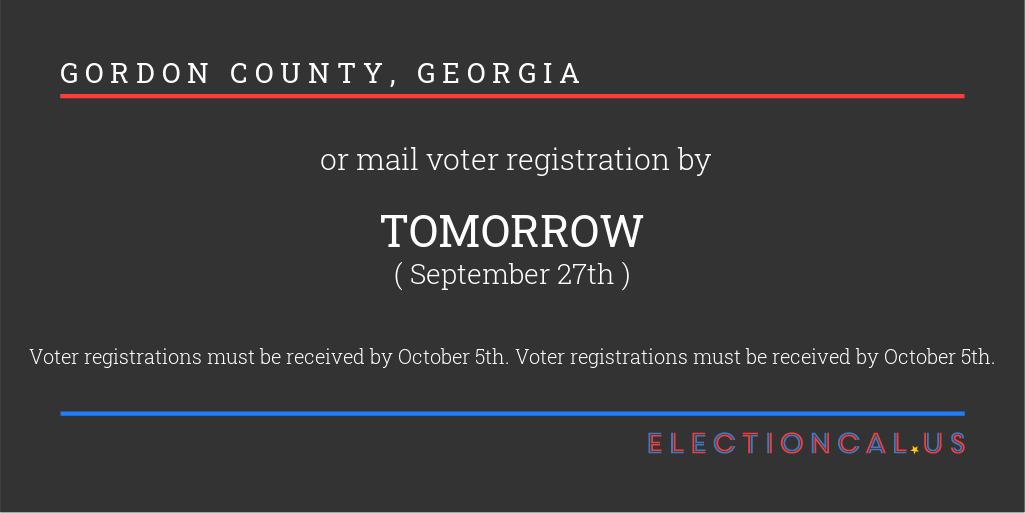 GORDON COUNTY, GEORGIA
or mail voter registration by
TOMORROW
( September 27th )
Voter registrations must be received by October 5th. Voter registrations must be received by October 5th.
ELECTIONCAL.US